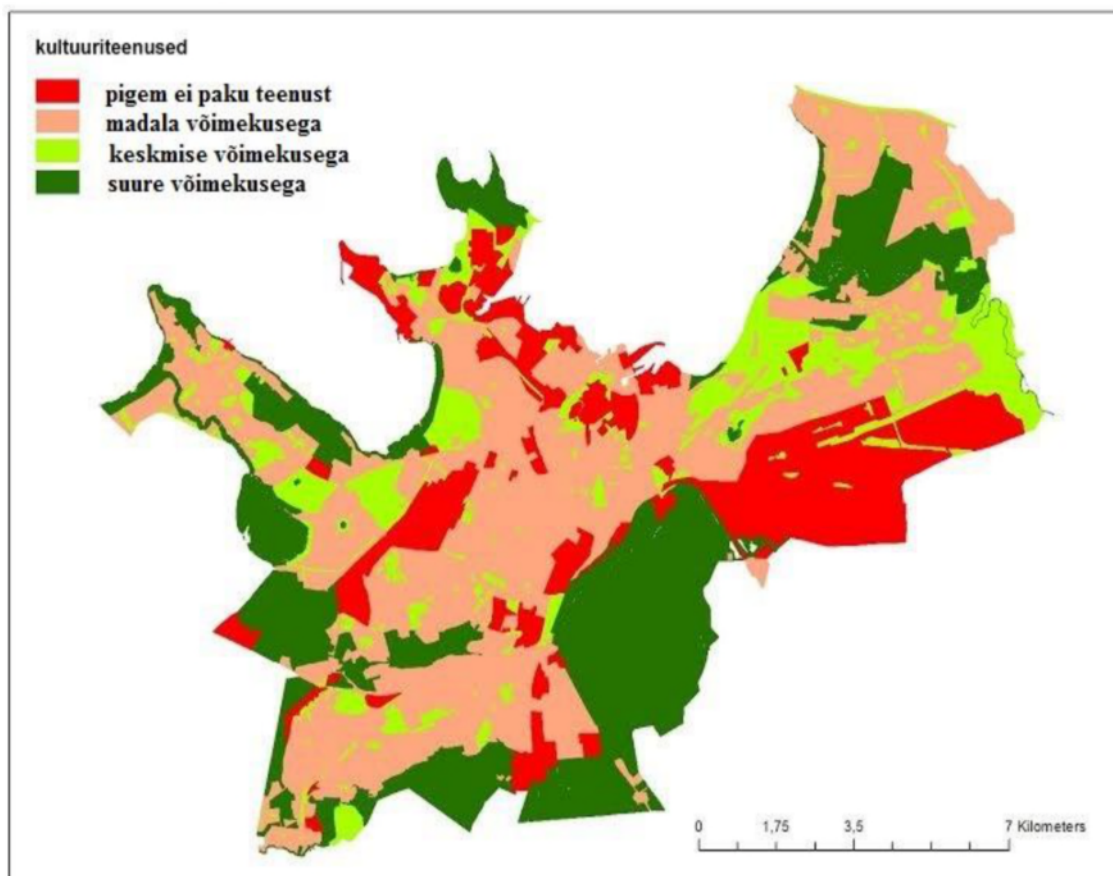 kultuuriteenused
pigem ei paku teenust
madala võimekusega
keskmise võimekusega
suure võimekusega
0 1,75 3,5 7 Kilometers